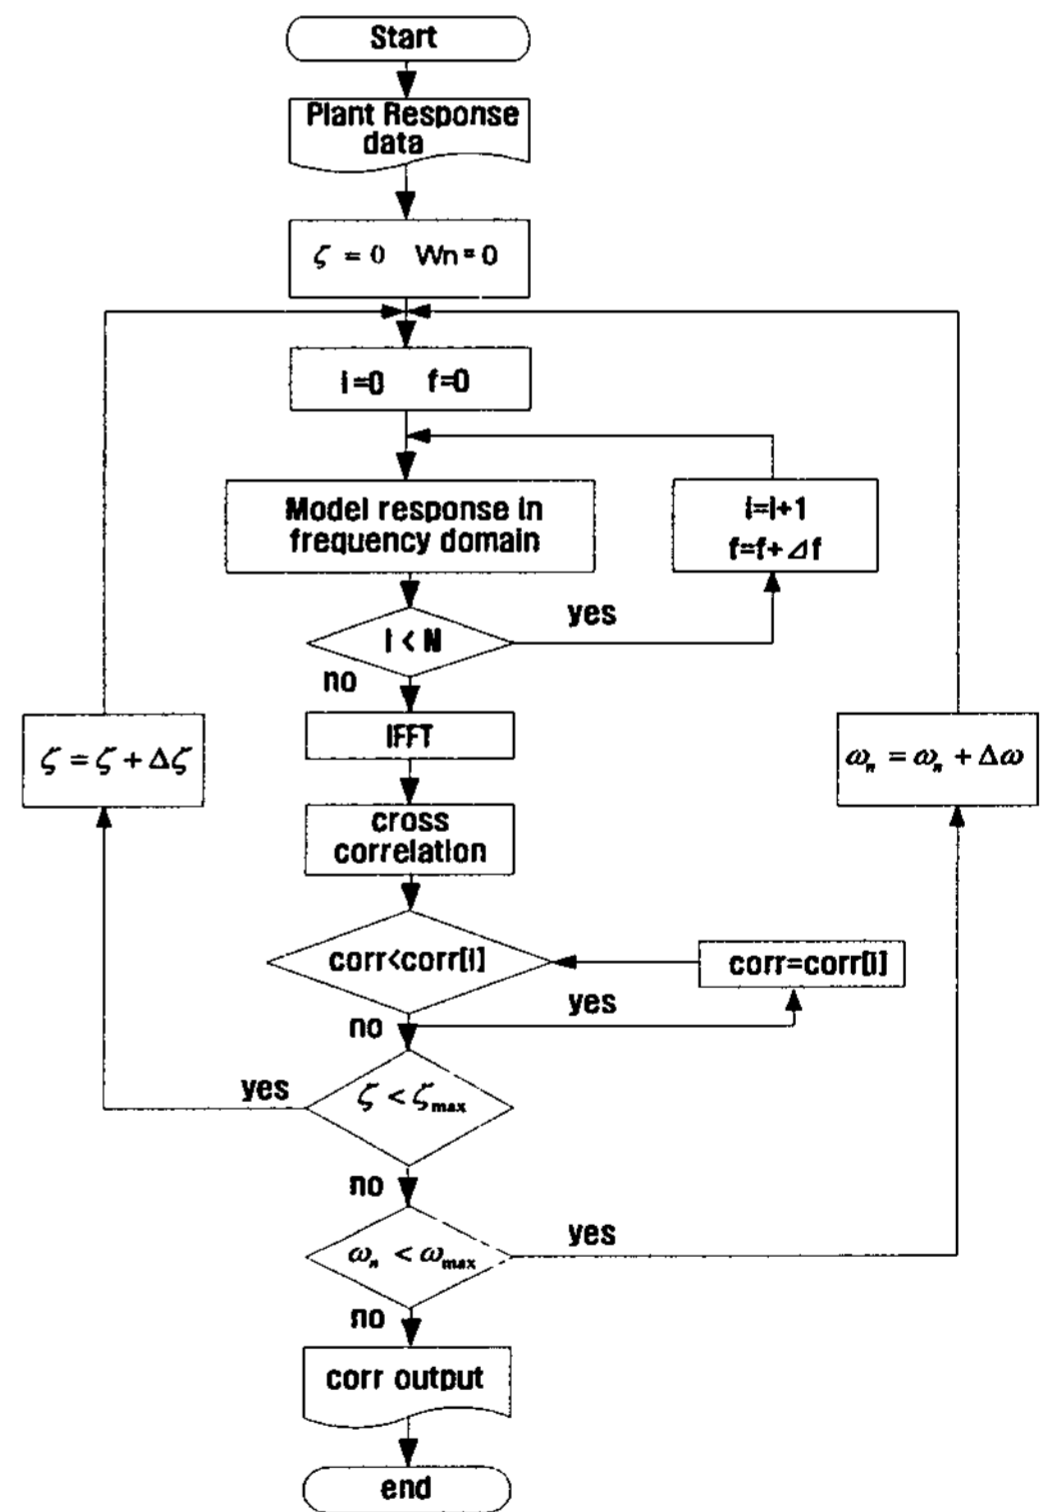 Start
Plant Response
data
ζ = 0 Wn = 0
i=0 f=0
Model response in
frequency domain
i=i+1
f=f+Δf
i < N
yes
no
IFFT
ζ = ζ + Δζ
ωn = ωn + Δω
cross
correlation
corr<corr[i]
corr=corr[i]
yes
no
ζ < ζmax
yes
no
ωn < ωmax
yes
no
corr output
end